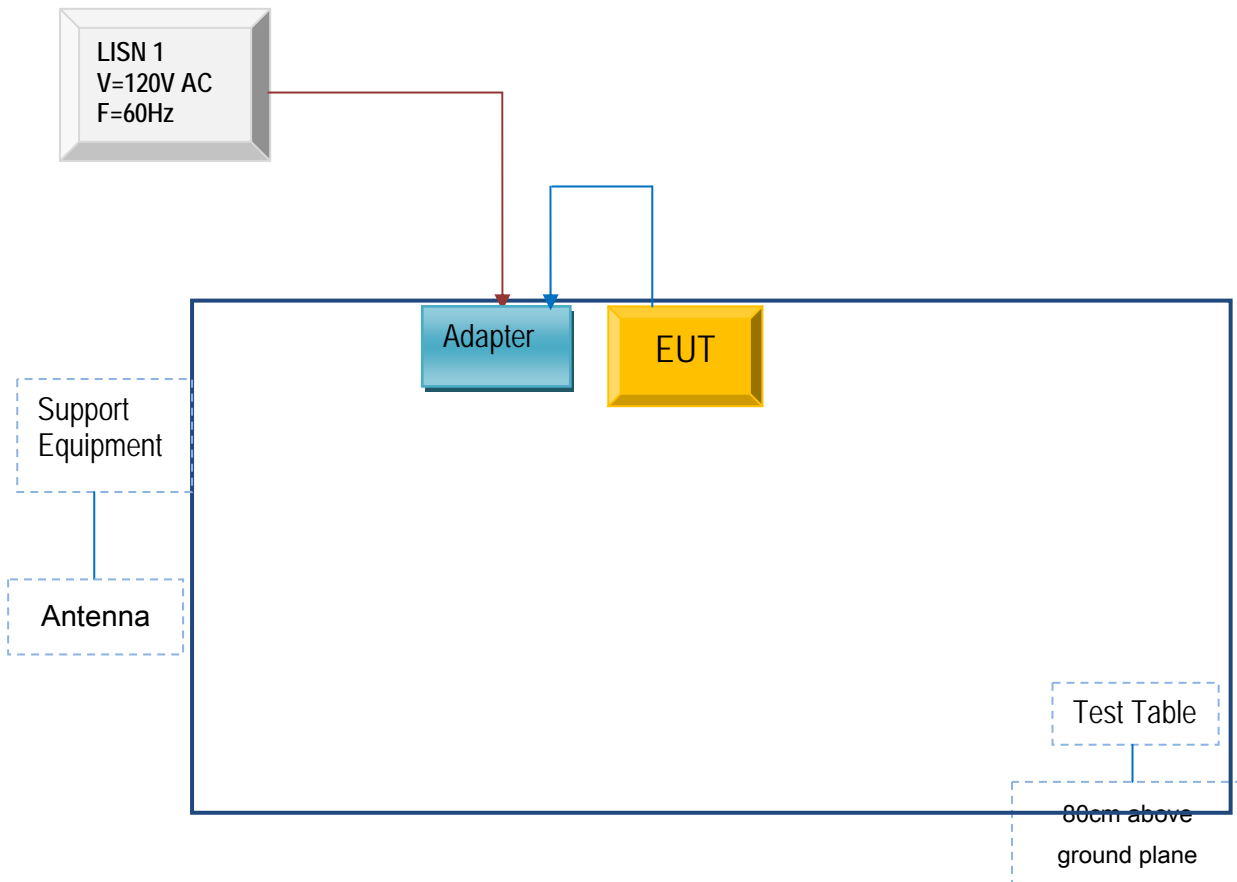 LISN 1
V=120V AC
F=60Hz
Adapter
EUT
Support
Equipment
Antenna
Test Table
80cm above
ground plane